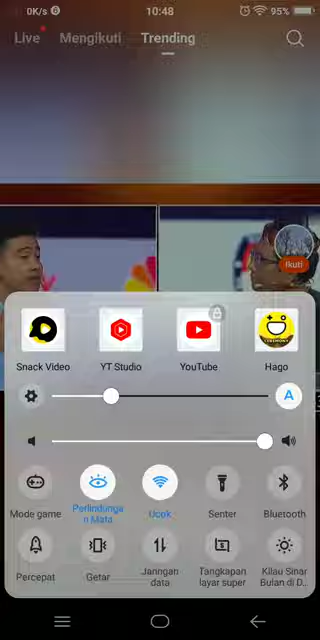 0K/s 10:48 95%
Live Mengikuti Trending
Ikuti
Snack Video YT Studio YouTube Hago
A
Mode game Perlindunga
n Mata Ucok Senter Bluetooth
Percepat Getar Janngan
data Tangkapan
layar super Kilau Sinar
Bulan di D...